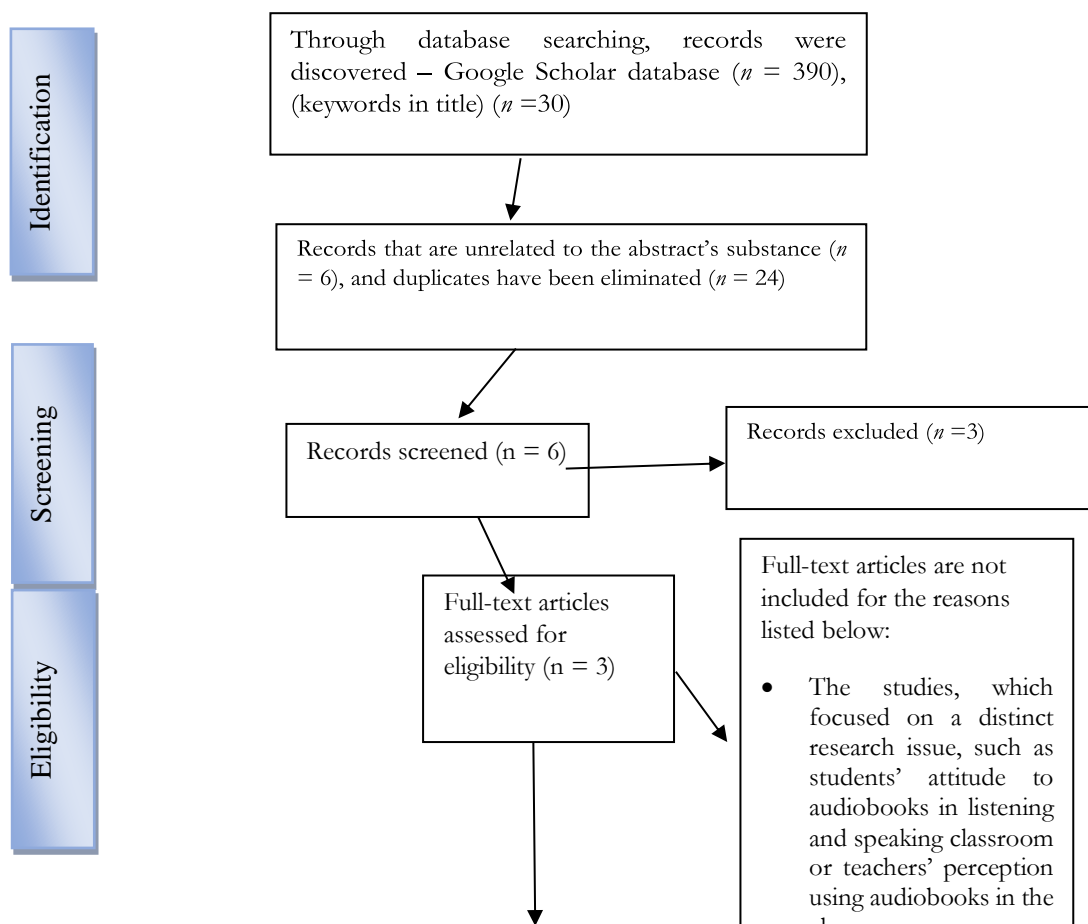 Identification
Through database searching, records were
discovered – Google Scholar database (n = 390),
(keywords in title) (n =30)
Records that are unrelated to the abstract’s substance (n
= 6), and duplicates have been eliminated (n = 24)
Screening
Records screened (n = 6)
Records excluded (n =3)
Eligibility
Full-text articles
assessed for
eligibility (n = 3)
Full-text articles are not
included for the reasons
listed below:
• The studies, which
focused on a distinct
research issue, such as
students’ attitude to
audiobooks in listening
and speaking classroom
or teachers’ perception
using audiobooks in the